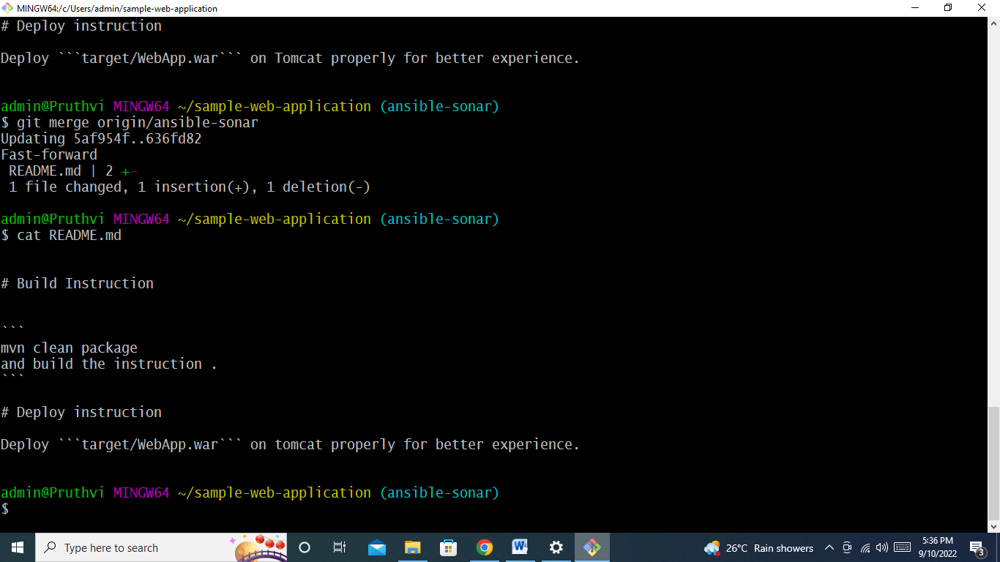 MINGW64:/c/Users/admin/sample-web-application
# Deploy instruction
Deploy ```target/WebApp.war``` on Tomcat properly for better experience.
admin@Pruthvi MINGW64 ~/sample-web-application (ansible-sonar)
$ git merge origin/ansible-sonar
Updating 5af954f..636fd82
Fast-forward
 README.md | 2 +-
 1 file changed, 1 insertion(+), 1 deletion(-)
admin@Pruthvi MINGW64 ~/sample-web-application (ansible-sonar)
$ cat README.md
# Build Instruction
```
mvn clean package
and build the instruction .
```
# Deploy instruction
Deploy ```target/WebApp.war``` on tomcat properly for better experience.
admin@Pruthvi MINGW64 ~/sample-web-application (ansible-sonar)
$
Type here to search
26°C Rain showers
5:36 PM
9/10/2022
3